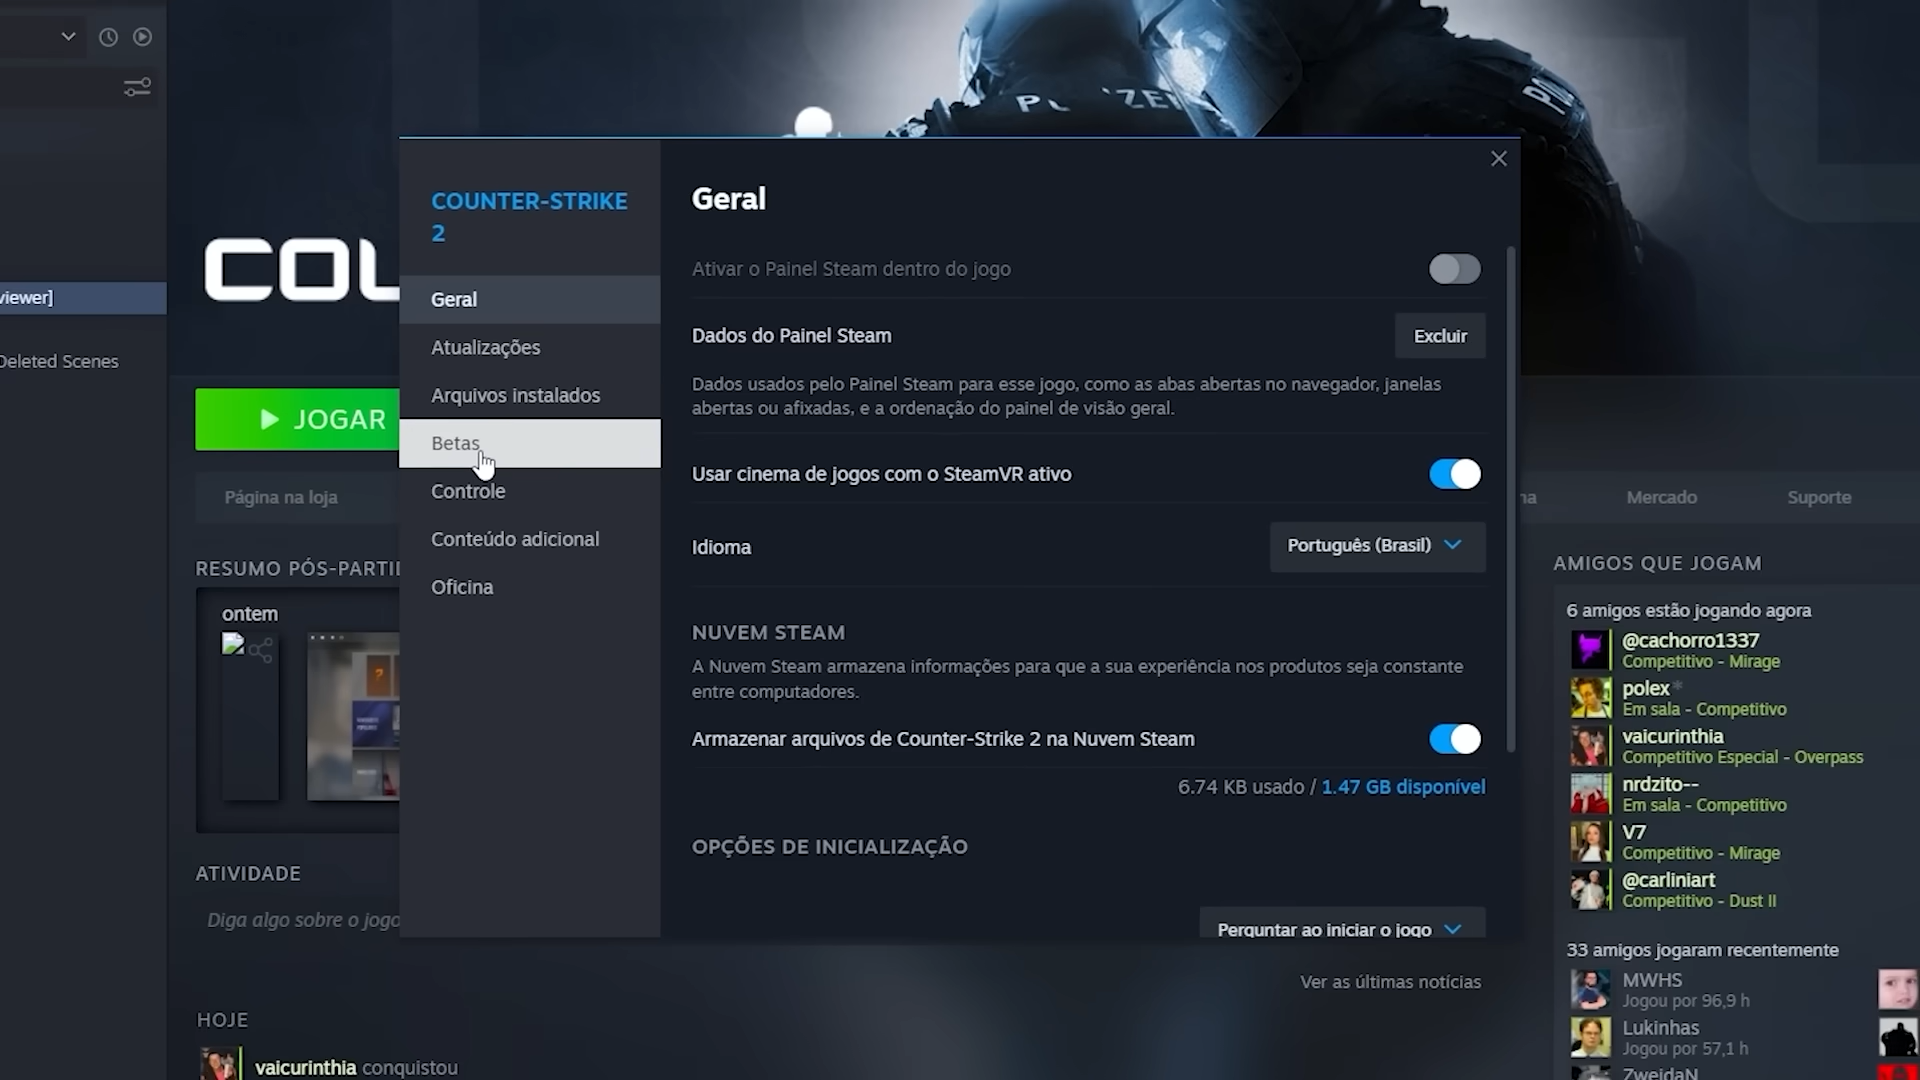 viewer]
Deleted Scenes
COU
JOGAR
Página na loja
RESUMO PÓS-PARTID
ontem
ATIVIDADE
Diga algo sobre o jogo
HOJE
vaicurinthia conquistou
COUNTER-STRIKE
2
Geral
Atualizações
Arquivos instalados
Betas
Controle
Conteúdo adicional
Oficina
Geral
Ativar o Painel Steam dentro do jogo
Dados do Painel Steam
Excluir
Dados usados pelo Painel Steam para esse jogo, como as abas abertas no navegador, janelas
abertas ou afixadas, e a ordenação do painel de visão geral.
Usar cinema de jogos com o SteamVR ativo
Idioma
Português (Brasil)
NUVEM STEAM
A Nuvem Steam armazena informações para que a sua experiência nos produtos seja constante
entre computadores.
Armazenar arquivos de Counter-Strike 2 na Nuvem Steam
6.74 KB usado / 1.47 GB disponível
OPÇÕES DE INICIALIZAÇÃO
Perguntar ao iniciar o jogo
Ver as últimas notícias
na
Mercado
Suporte
AMIGOS QUE JOGAM
6 amigos estão jogando agora
@cachorro1337
Competitivo - Mirage
polex *
Em sala - Competitivo
vaicurinthia
Competitivo Especial - Overpass
nrdzito--
Em sala - Competitivo
V7
Competitivo - Mirage
@carliniart
Competitivo - Dust II
33 amigos jogaram recentemente
MWHS
Jogou por 96,9 h
Lukinhas
Jogou por 57,1 h
ZweidaN